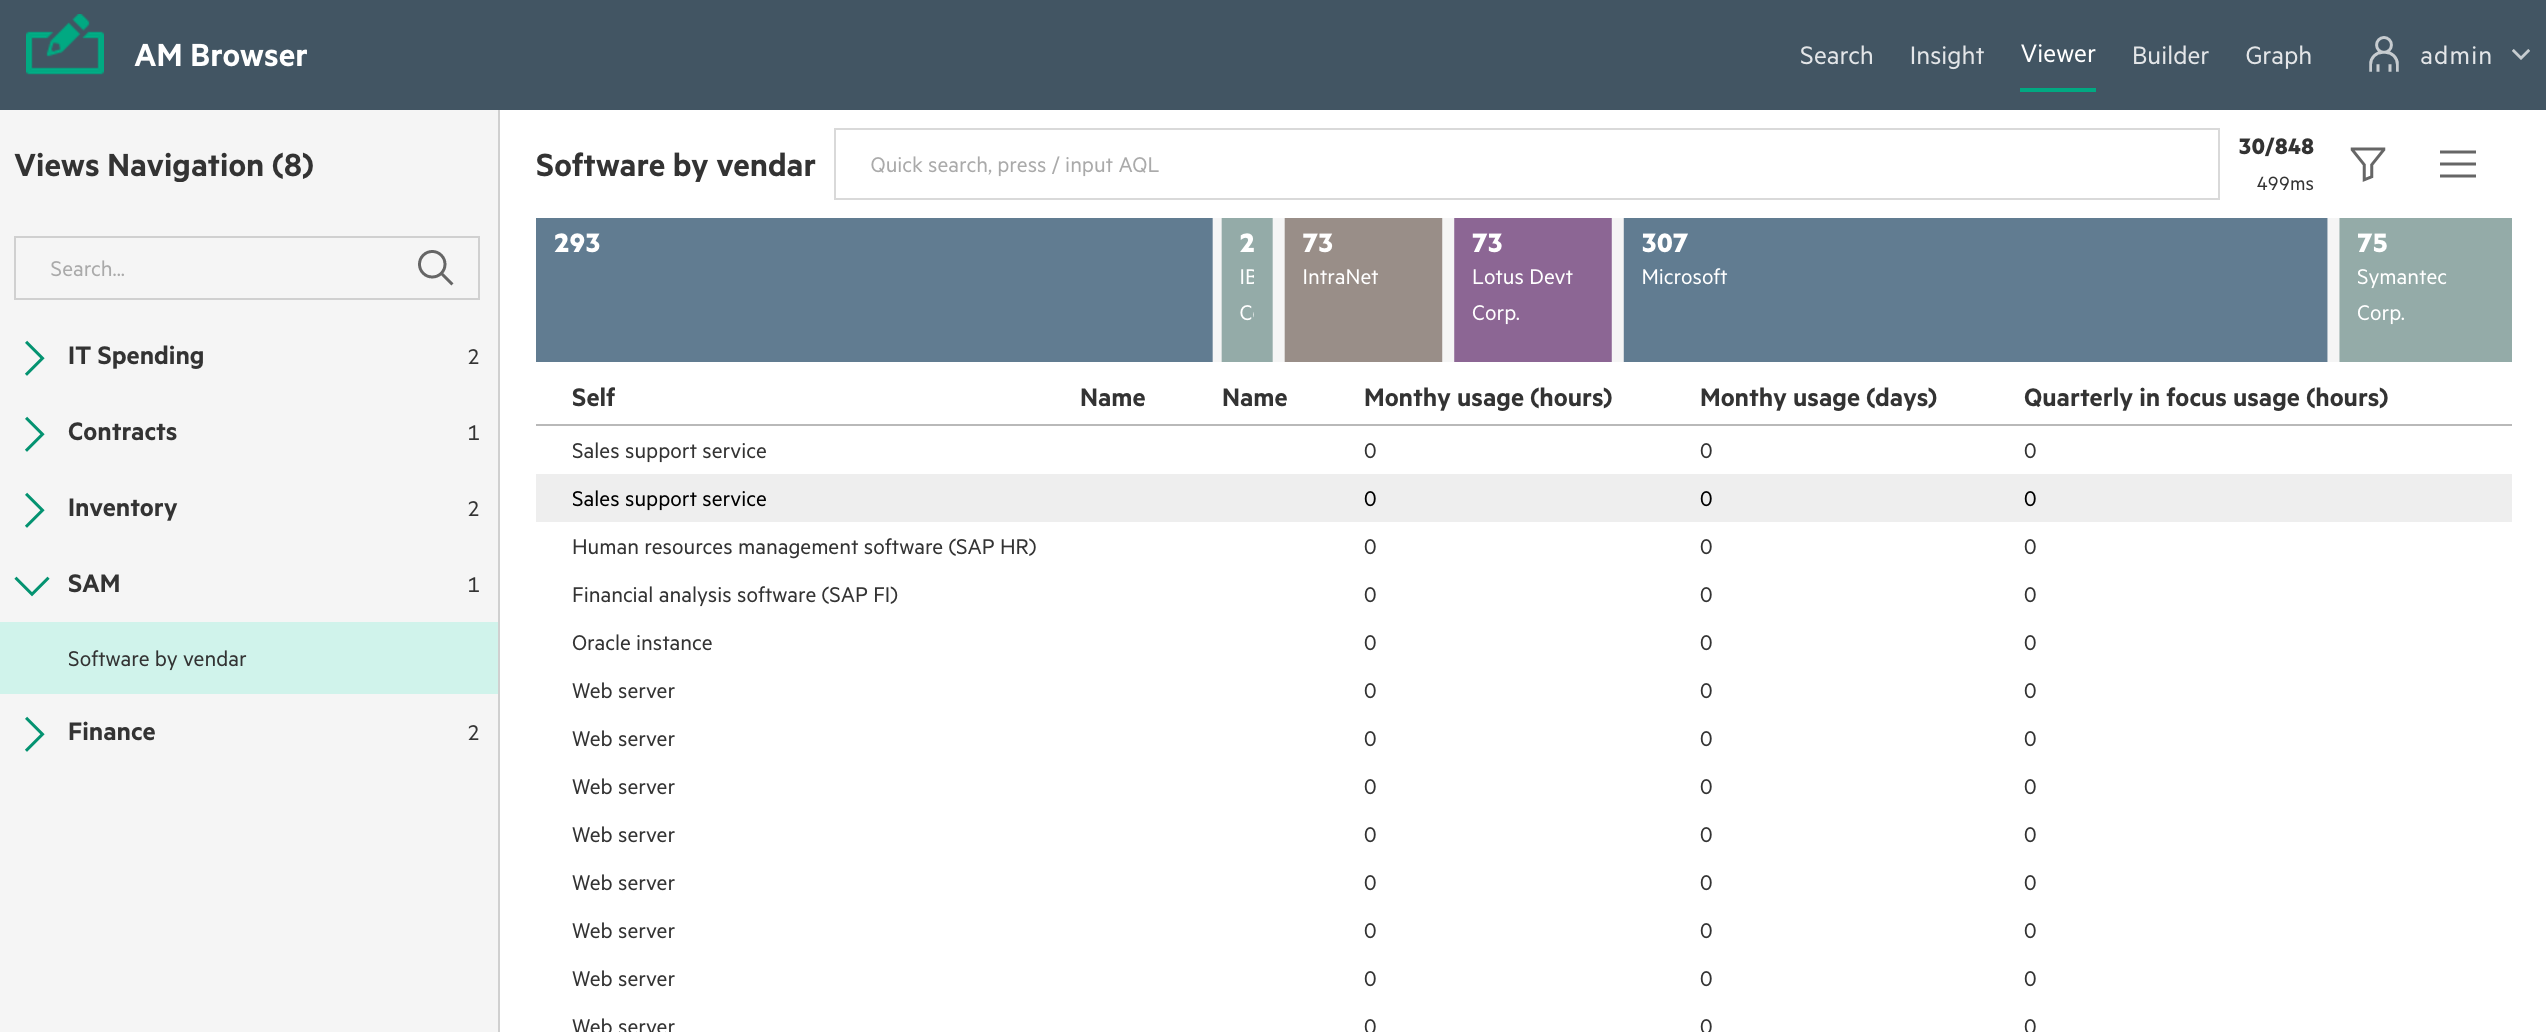 AM Browser
Search Insight Viewer Builder Graph admin
Views Navigation (8)
Search...
IT Spending 2
Contracts 1
Inventory 2
SAM 1
Software by vendar
Finance 2
Software by vendar
Quick search, press / input AQL
30/848
499ms
293
2
73
IntraNet
73
Lotus Devt
Corp.
307
Microsoft
75
Symantec
Corp.
Self Name Name Monthy usage (hours) Monthy usage (days) Quarterly in focus usage (hours)
Sales support service 0 0 0
Sales support service 0 0 0
Human resources management software (SAP HR) 0 0 0
Financial analysis software (SAP FI) 0 0 0
Oracle instance 0 0 0
Web server 0 0 0
Web server 0 0 0
Web server 0 0 0
Web server 0 0 0
Web server 0 0 0
Web server 0 0 0
Web server 0 0 0
Web server 0 0 0